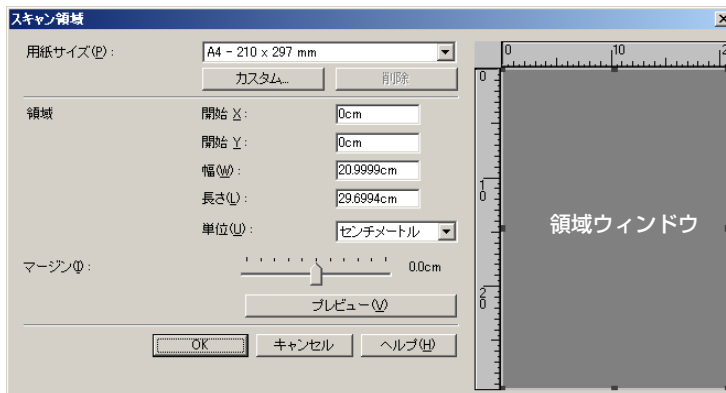 スキャン領域
用紙サイズ(P):
A4 - 210 x 297 mm
カスタム...
削除
領域
開始 X:
0cm
開始 Y:
0cm
幅(W):
20.9999cm
長さ(L):
29.6994cm
単位(U):
センチメートル
マージン(I):
0.0cm
プレビュー(V)
OK
キャンセル
ヘルプ(H)
0
10
0
10
20
領域ウィンドウ